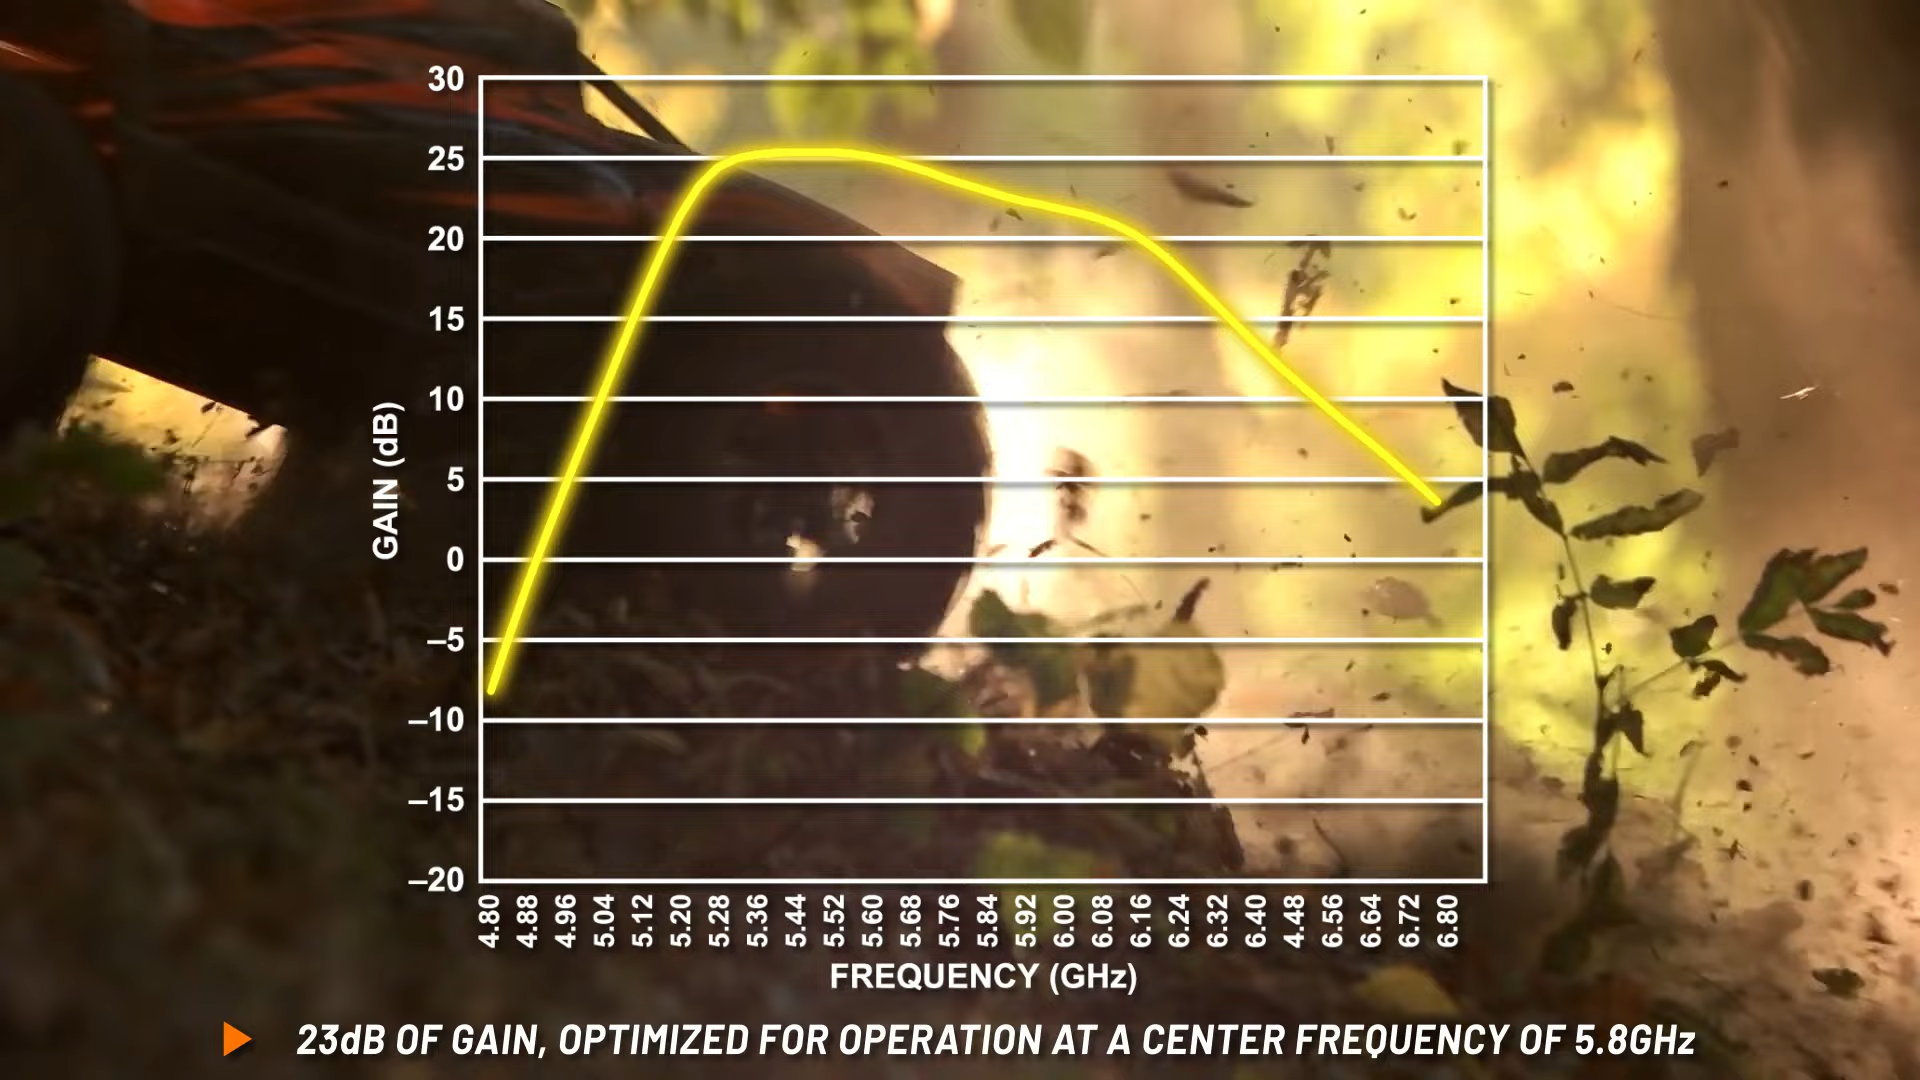 30
25
20
15
10
5
0
–5
–10
–15
–20
GAIN (dB)
4.80 4.88 4.96 5.04 5.12 5.20 5.28 5.36 5.44 5.52 5.60 5.68 5.76 5.84 5.92 6.00 6.08 6.16 6.24 6.32 6.40 6.48 6.56 6.64 6.72 6.80
FREQUENCY (GHz)
23dB OF GAIN, OPTIMIZED FOR OPERATION AT A CENTER FREQUENCY OF 5.8GHz